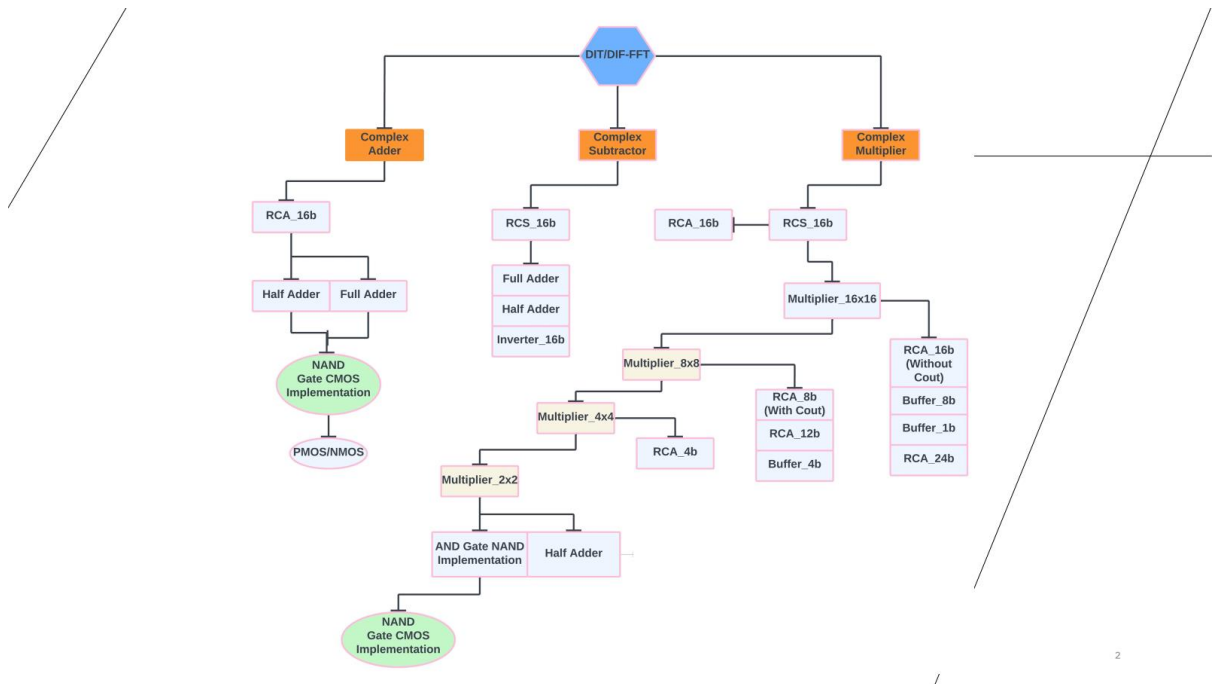 DIT/DIF-FFT
Complex
Adder
Complex
Subtractor
Complex
Multiplier
RCA_16b
RCS_16b
RCA_16b
RCS_16b
Half Adder
Full Adder
Full Adder
Half Adder
Inverter_16b
Multiplier_16x16
NAND
Gate CMOS
Implementation
PMOS/NMOS
Multiplier_8x8
RCA_16b
(Without
Cout)
Buffer_8b
Buffer_1b
RCA_24b
Multiplier_4x4
RCA_8b
(With Cout)
RCA_12b
Buffer_4b
RCA_4b
Multiplier_2x2
AND Gate NAND
Implementation
Half Adder
NAND
Gate CMOS
Implementation
2